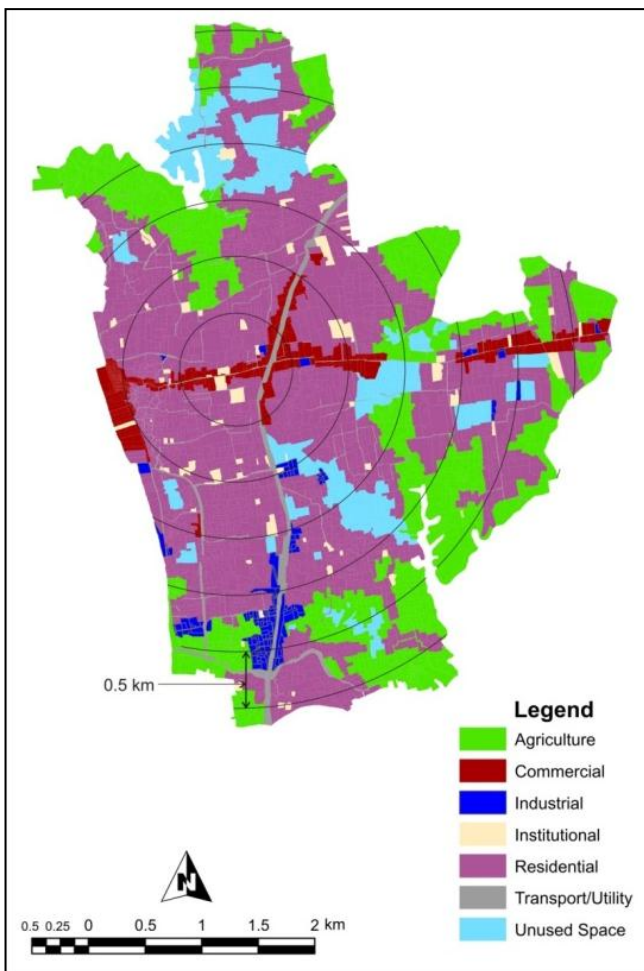 0.5 km
Legend
Agriculture
Commercial
Industrial
Institutional
Residential
Transport/Utility
Unused Space
N
0.5 0.25 0 0.5 1 1.5 2 km